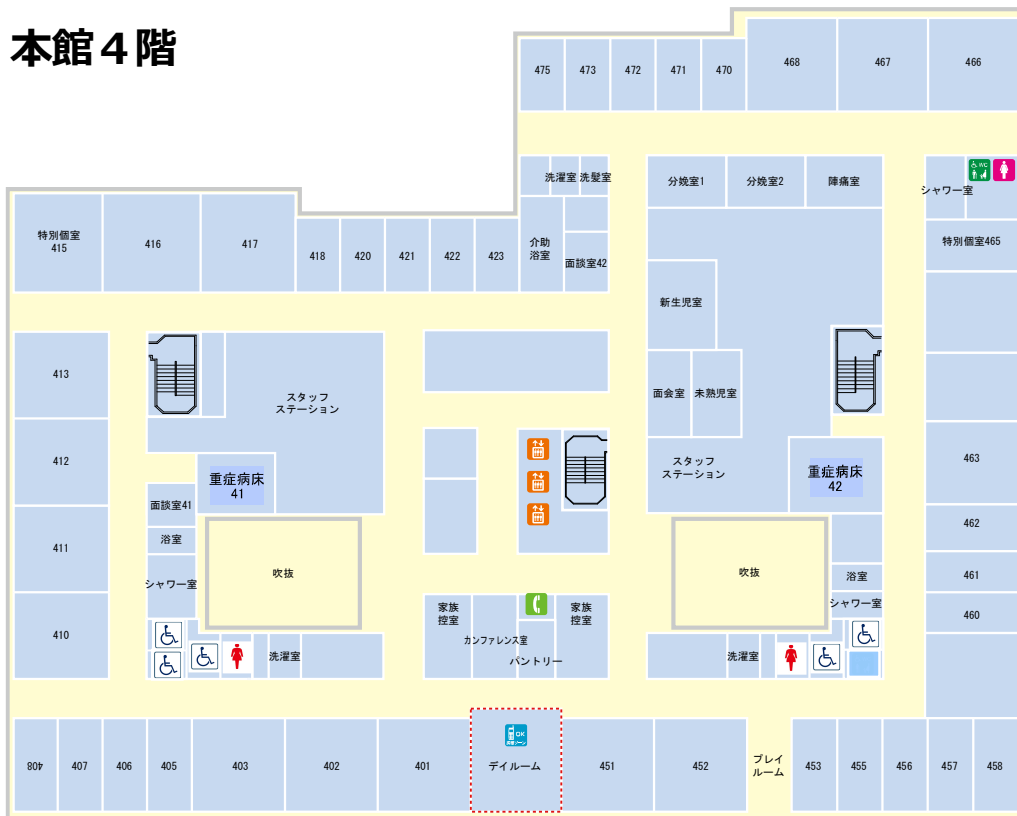 本館4階
475
473
472
471
470
468
467
466
洗濯室
洗髪室
分娩室1
分娩室2
陣痛室
WC
シャワー室
特別個室
415
416
417
418
420
421
422
423
介助
浴室
面談室42
特別個室465
新生児室
413
スタッフ
ステーション
面会室
未熟児室
412
重症病床
41
スタッフ
ステーション
重症病床
42
463
面談室41
462
411
浴室
吹抜
吹抜
浴室
461
シャワー室
シャワー室
460
410
家族
控室
カンファレンス室
パントリー
家族
控室
洗濯室
洗濯室
408
407
406
405
403
402
401
OK
デイルーム
451
452
プレイ
ルーム
453
455
456
457
458